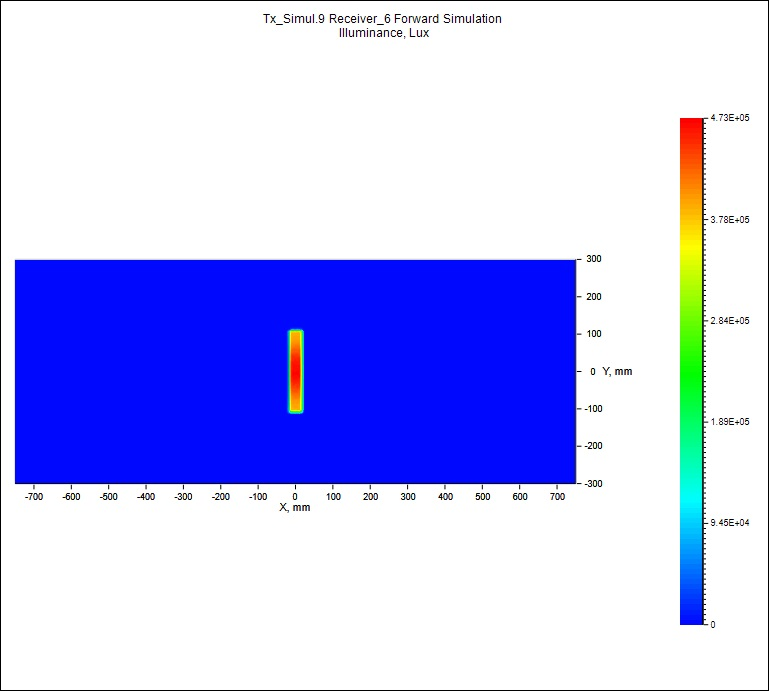 Tx_Simul.9 Receiver_6 Forward Simulation
Illuminance, Lux
4.73E+05
3.78E+05
2.84E+05
1.89E+05
9.45E+04
0
300
200
100
0 Y, mm
-100
-200
-300
-700 -600 -500 -400 -300 -200 -100 0 100 200 300 400 500 600 700
X, mm